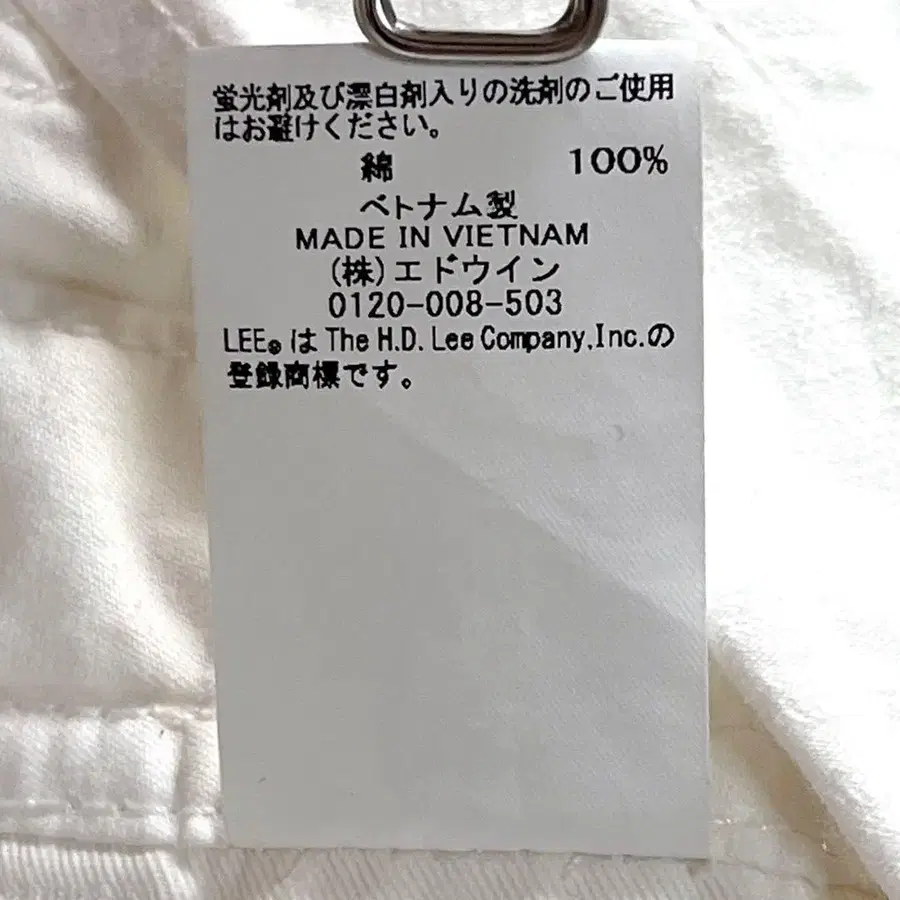 蛍光剤及び漂白剤入りの洗剤のご使用
はお避けください。
綿 100%
ベトナム製
MADE IN VIETNAM
(株)エドウイン
0120-008-503
LEE® は The H.D. Lee Company,Inc.の
登録商標です。